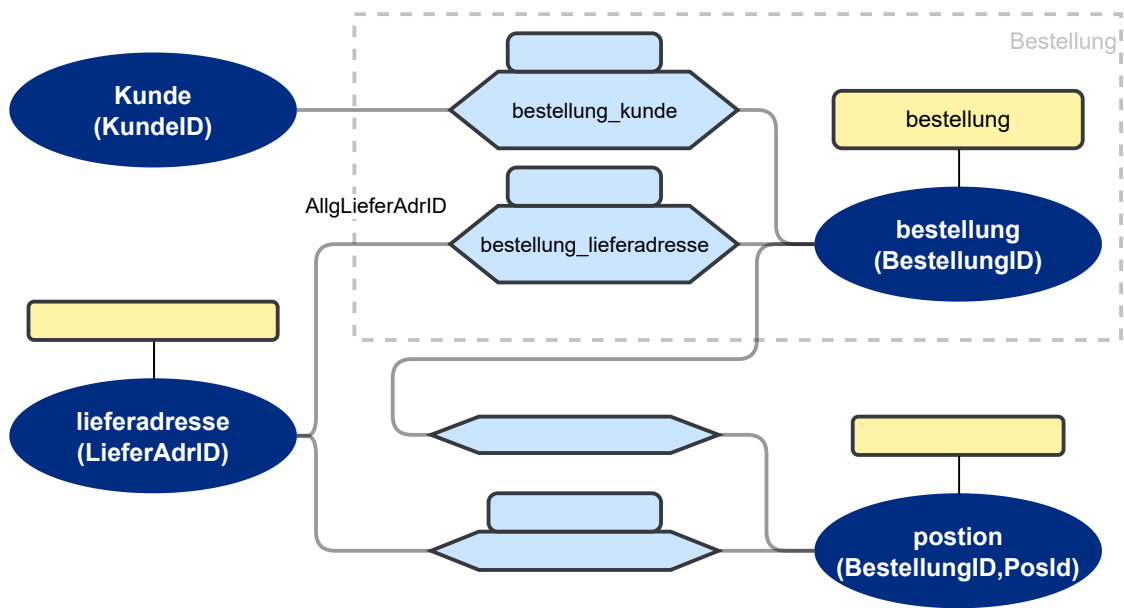 Bestellung
Kunde
(KundeID)
bestellung_kunde
bestellung
AllgLieferAdrID
bestellung_lieferadresse
bestellung
(BestellungID)
lieferadresse
(LieferAdrID)
postion
(BestellungID,PosId)